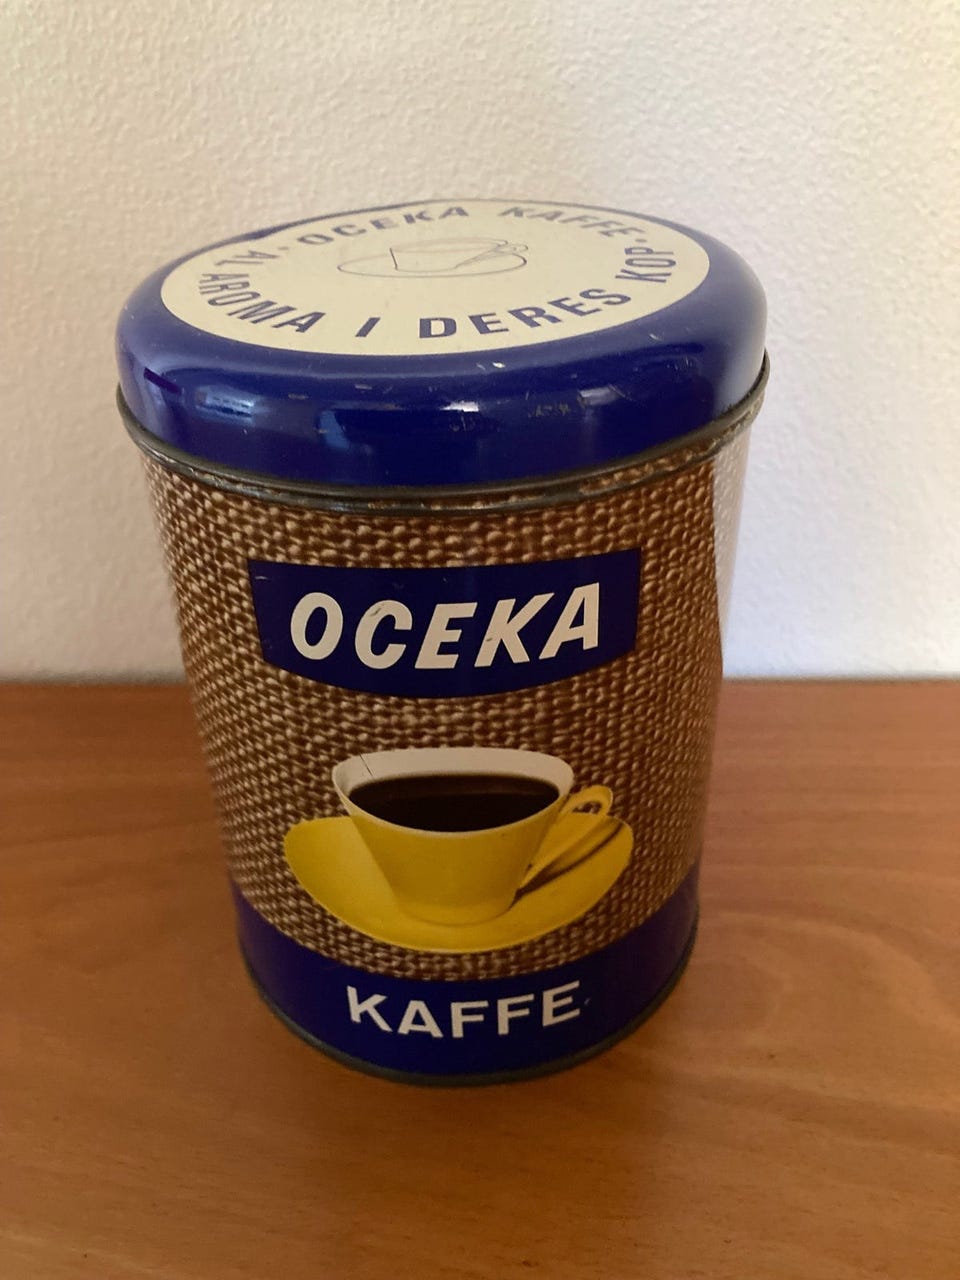 ·OCEKA KAFFE·
AL AROMA I DERES KOP
OCEKA
KAFFE